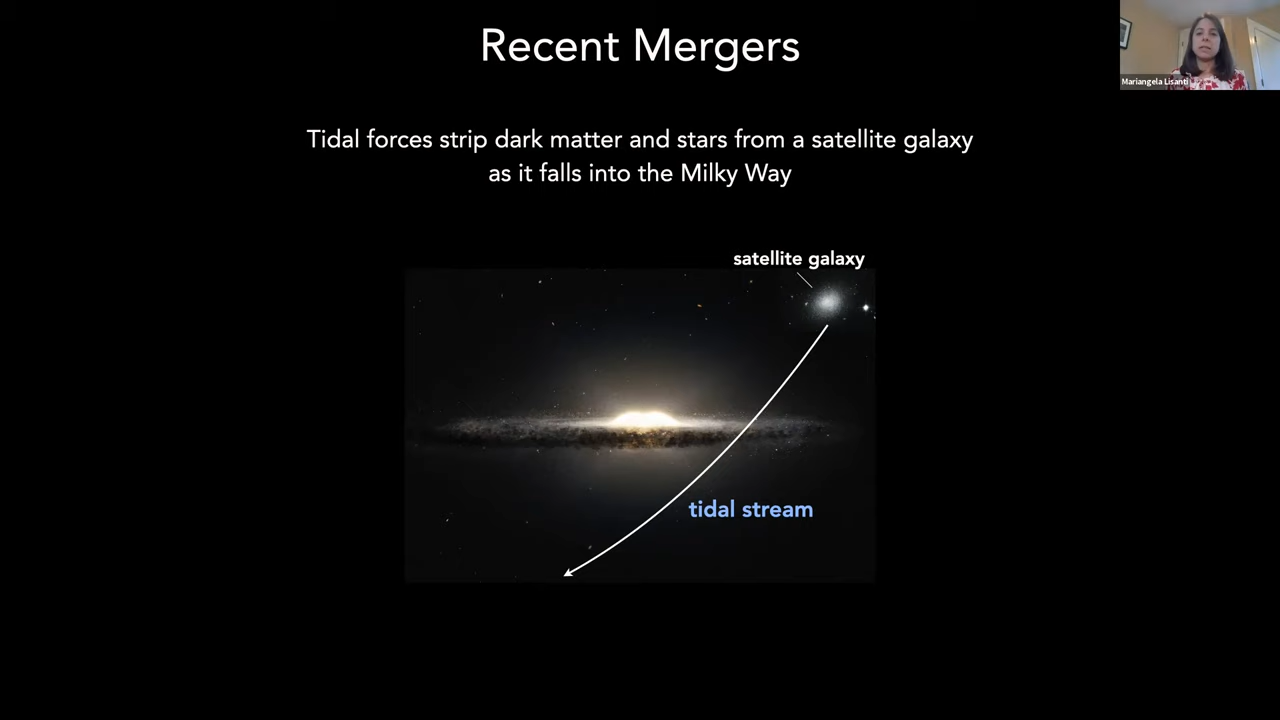 Recent Mergers
Mariangela Lisanti
Tidal forces strip dark matter and stars from a satellite galaxy
as it falls into the Milky Way
satellite galaxy
tidal stream